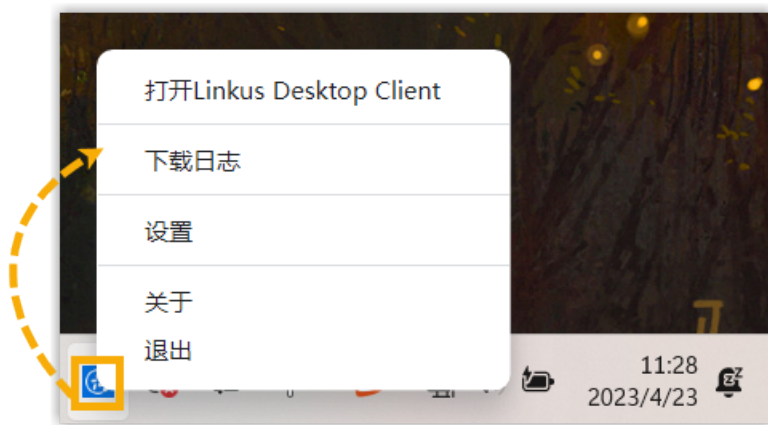 打开Linkus Desktop Client
下载日志
设置
关于
退出
11:28
2023/4/23